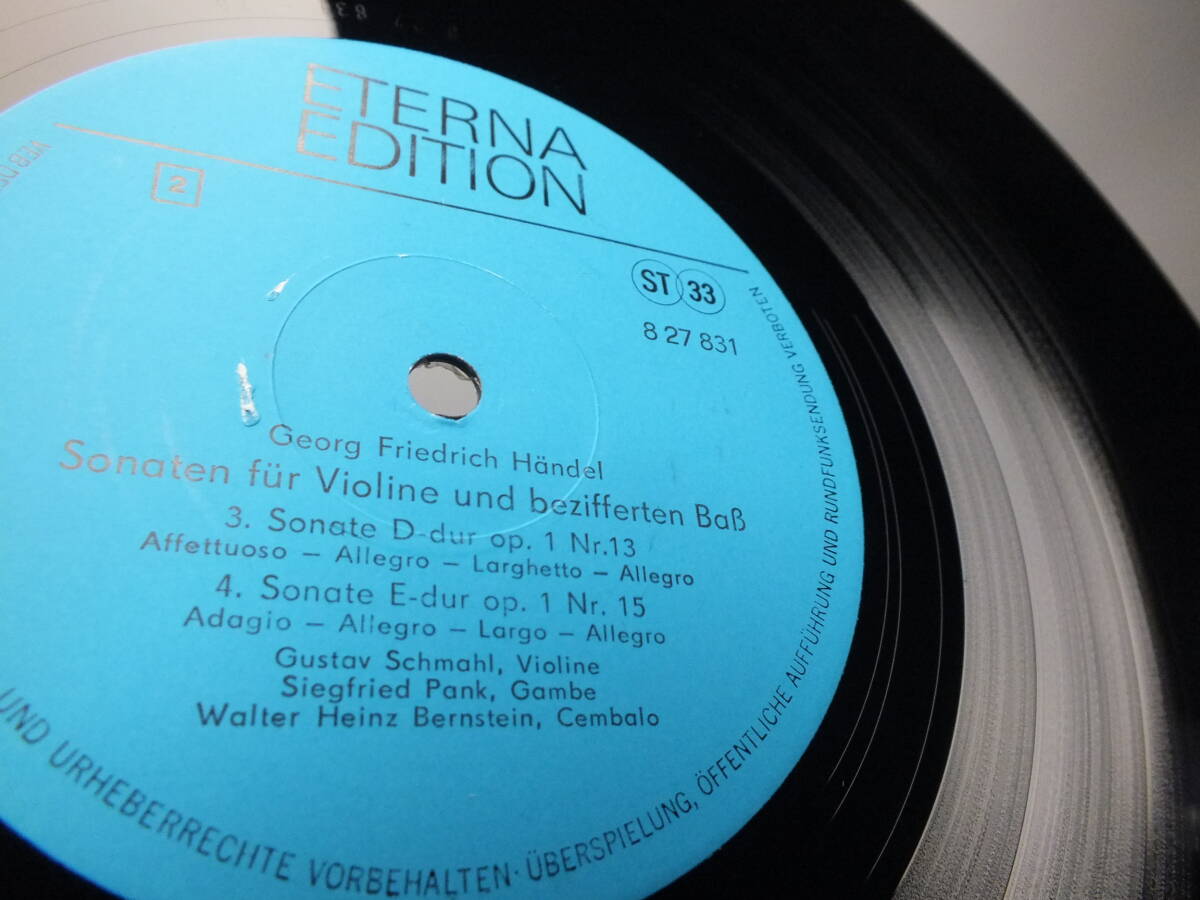 ETERNA
EDITION
2
ST 33
8 27 831
Georg Friedrich Händel
Sonaten für Violine und bezifferten Baß
3. Sonate D-dur op. 1 Nr.13
Affettuoso – Allegro – Larghetto – Allegro
4. Sonate E-dur op. 1 Nr. 15
Adagio – Allegro – Largo – Allegro
Gustav Schmahl, Violine
Siegfried Pank, Gambe
Walter Heinz Bernstein, Cembalo
UND URHEBERRECHTE VORBEHALTEN · ÜBERSPIELUNG, ÖFFENTLICHE AUFFÜHRUNG UND RUNDFUNKSENDUNG VERBOTEN
VEB